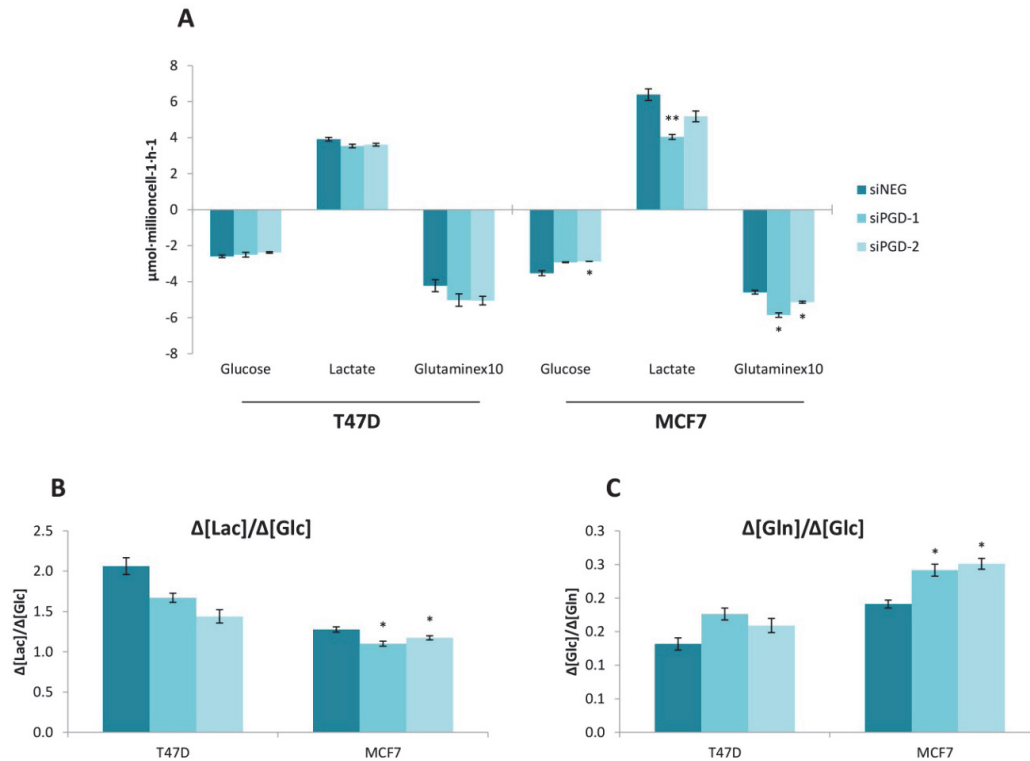 A
8
6
4
2
0
-2
-4
-6
-8
μmol·millioncell-1·h-1
**
*
*
*
siNEG
siPGD-1
siPGD-2
Glucose Lactate Glutaminex10 Glucose Lactate Glutaminex10
T47D MCF7
B
Δ[Lac]/Δ[Glc]
2.5
2.0
1.5
1.0
0.5
0.0
Δ[Lac]/Δ[Glc]
* *
T47D MCF7
C
Δ[Gln]/Δ[Glc]
0.3
0.3
0.2
0.2
0.1
0.1
0.0
Δ[Glc]/Δ[Gln]
* *
T47D MCF7